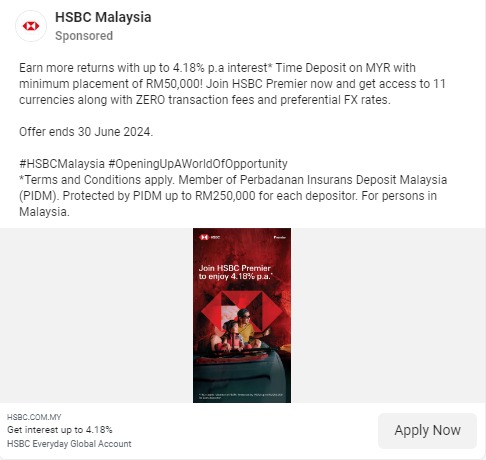 HSBC Malaysia
Sponsored
Earn more returns with up to 4.18% p.a interest* Time Deposit on MYR with
minimum placement of RM50,000! Join HSBC Premier now and get access to 11
currencies along with ZERO transaction fees and preferential FX rates.
Offer ends 30 June 2024.
#HSBCMalaysia #OpeningUpAWorldOfOpportunity
*Terms and Conditions apply. Member of Perbadanan Insurans Deposit Malaysia
(PIDM). Protected by PIDM up to RM250,000 for each depositor. For persons in
Malaysia.
HSBC Premier
Join HSBC Premier
to enjoy 4.18% p.a.*
HSBC.COM.MY
Get interest up to 4.18%
HSBC Everyday Global Account
Apply Now